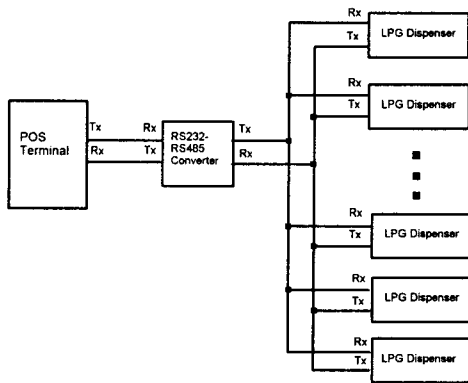 Rx
Tx
LPG Dispenser
Rx
Tx
LPG Dispenser
POS
Terminal
Tx
Rx
Rx
Tx
RS232-
RS485
Converter
Tx
Rx
Rx
Tx
LPG Dispenser
Rx
Tx
LPG Dispenser
Rx
Tx
LPG Dispenser